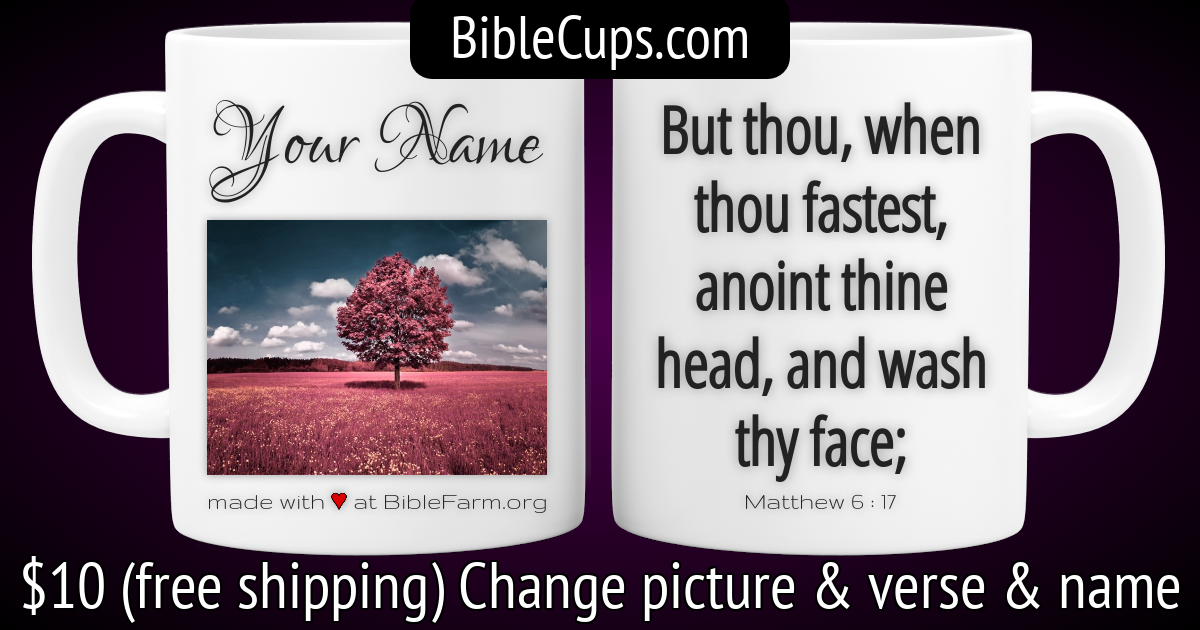 BibleCups.com
Your Name
made with ♥ at BibleFarm.org
But thou, when
thou fastest,
anoint thine
head, and wash
thy face;
Matthew 6 : 17
$10 (free shipping) Change picture & verse & name